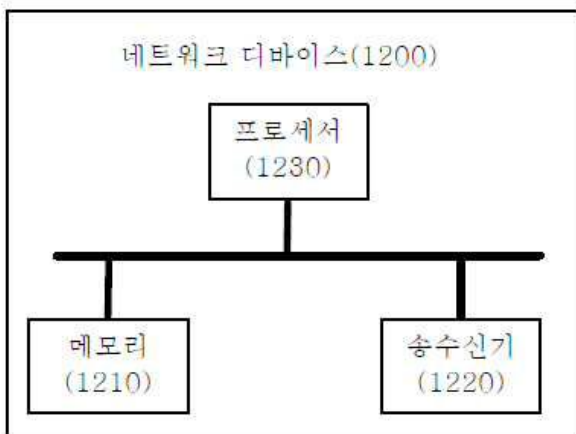 네트워크 디바이스(1200)
프로세서
(1230)
메모리
(1210)
송수신기
(1220)